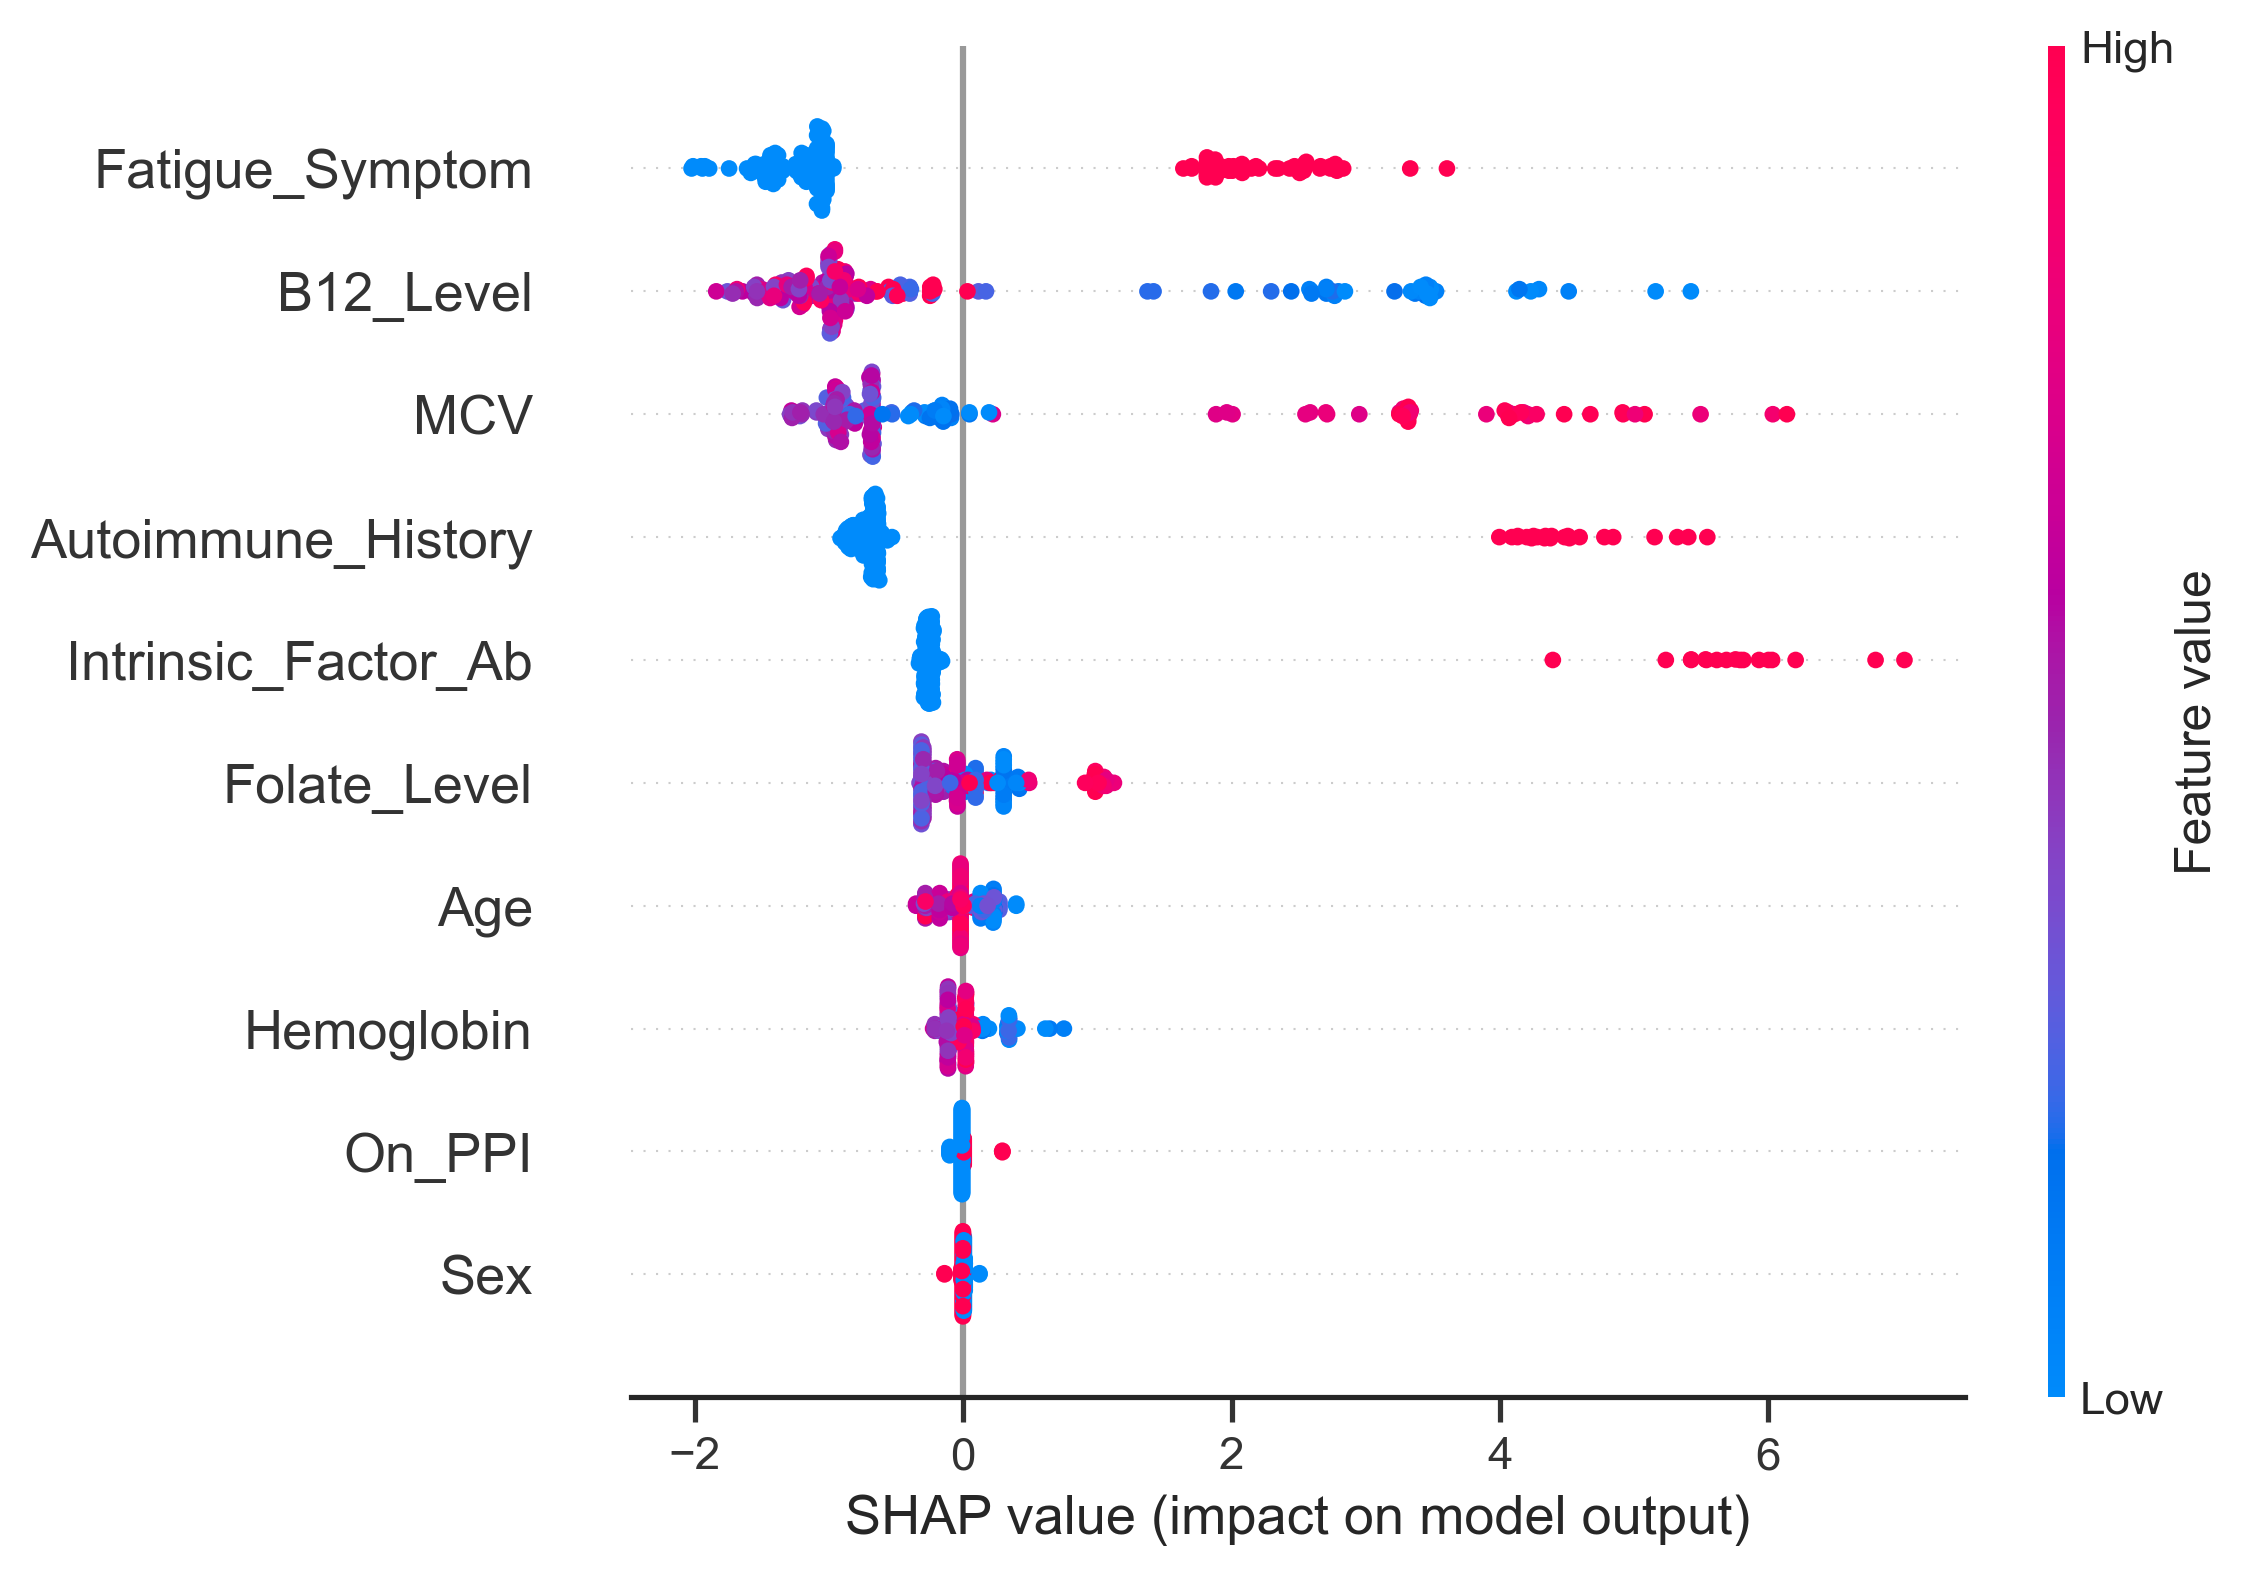 High
Fatigue_Symptom
B12_Level
MCV
Autoimmune_History
Intrinsic_Factor_Ab
Folate_Level
Age
Hemoglobin
On_PPI
Sex
Feature value
Low
−2 0 2 4 6
SHAP value (impact on model output)